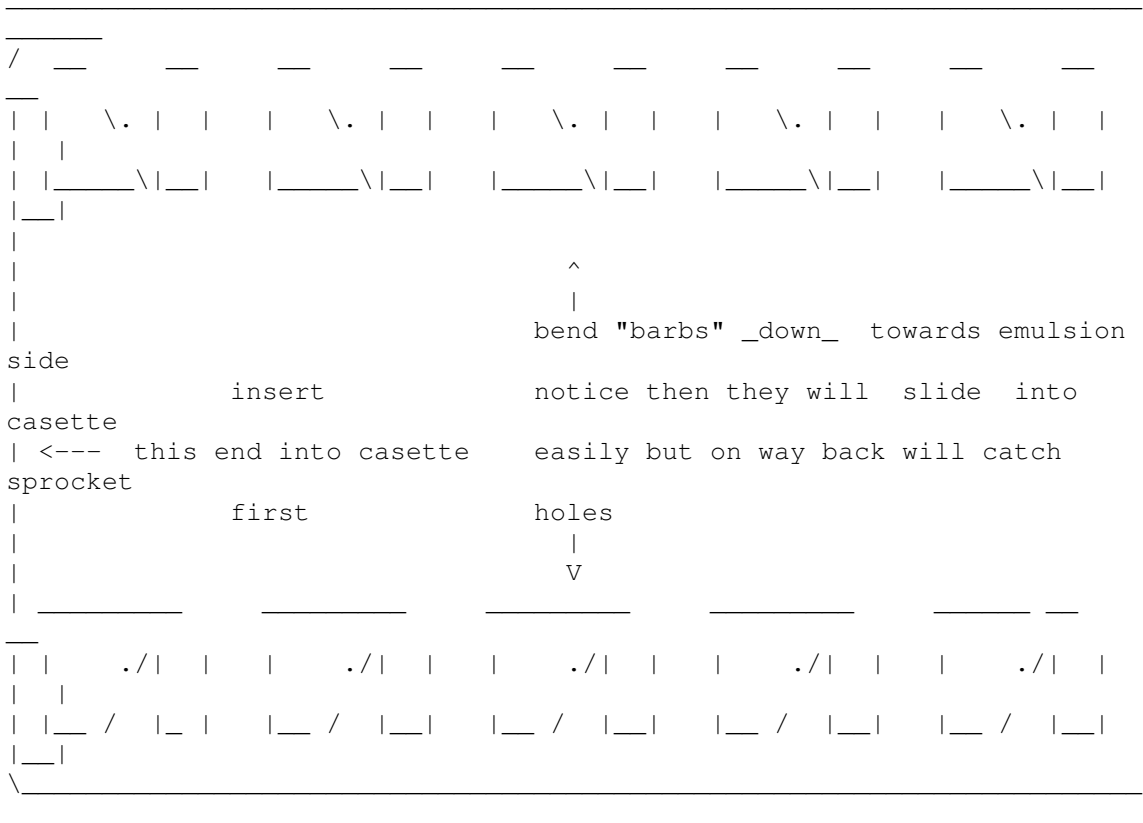 bend "barbs" _down_ towards emulsion
side
insert notice then they will slide into
casette
<--- this end into casette easily but on way back will catch
sprocket
first holes